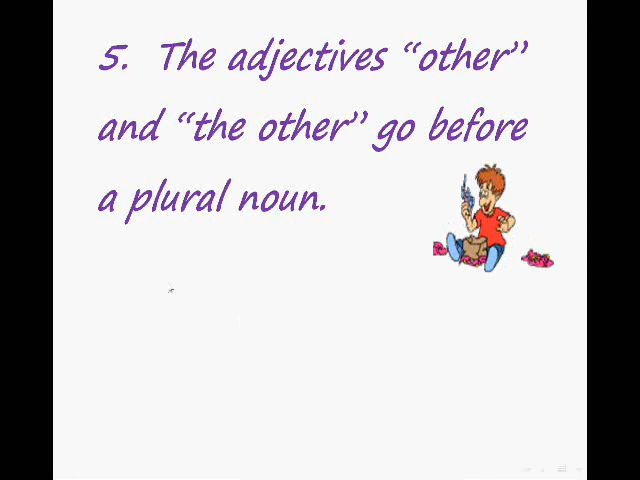 5. The adjectives “other”
and “the other” go before
a plural noun.